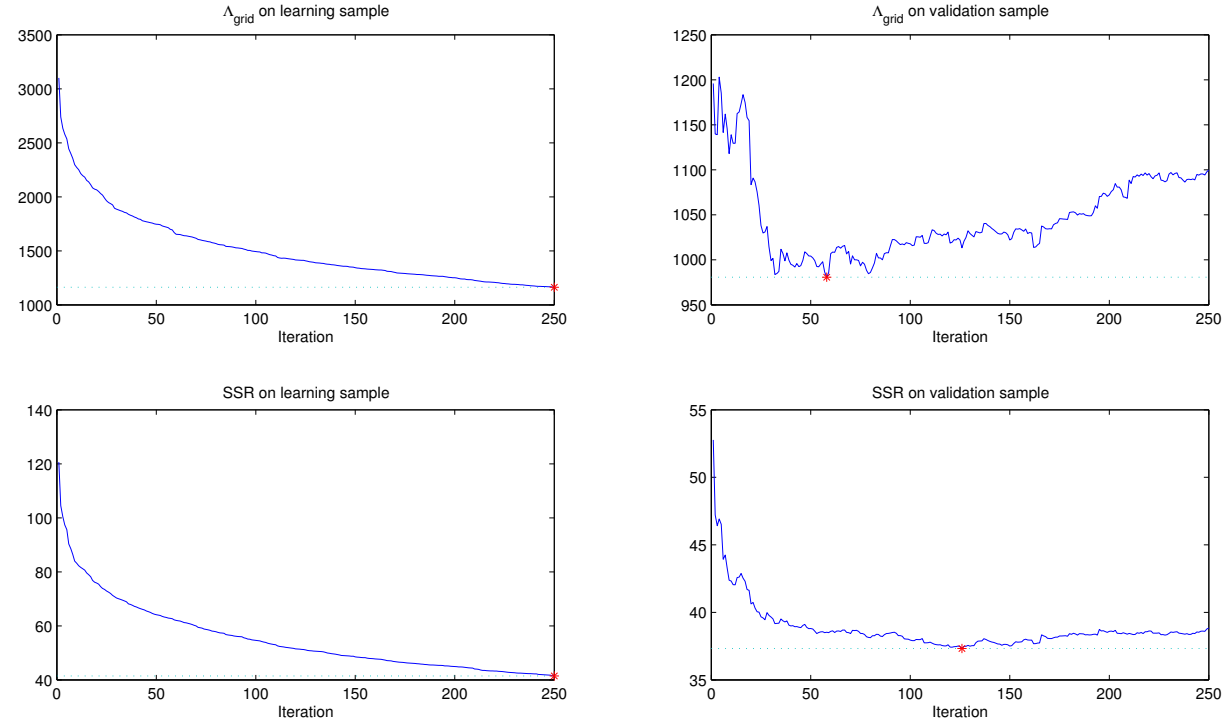 Λgrid on learning sample
3500
3000
2500
2000
1500
1000
0 50 100 150 200 250
Iteration
Λgrid on validation sample
1250
1200
1150
1100
1050
1000
950
0 50 100 150 200 250
Iteration
SSR on learning sample
140
120
100
80
60
40
0 50 100 150 200 250
Iteration
SSR on validation sample
55
50
45
40
35
0 50 100 150 200 250
Iteration